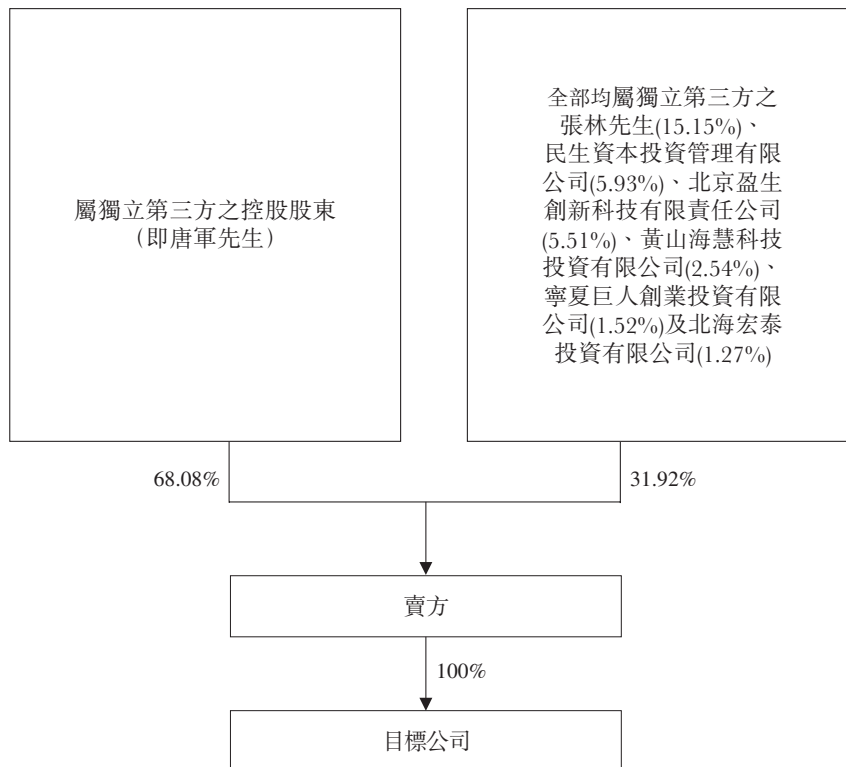 屬獨立第三方之控股股東
（即唐軍先生）
全部均屬獨立第三方之
張林先生(15.15%)、
民生資本投資管理有限
公司(5.93%)、北京盈生
創新科技有限責任公司
(5.51%)、黃山海慧科技
投資有限公司(2.54%)、
寧夏巨人創業投資有限
公司(1.52%)及北海宏泰
投資有限公司(1.27%)
68.08%
31.92%
賣方
100%
目標公司